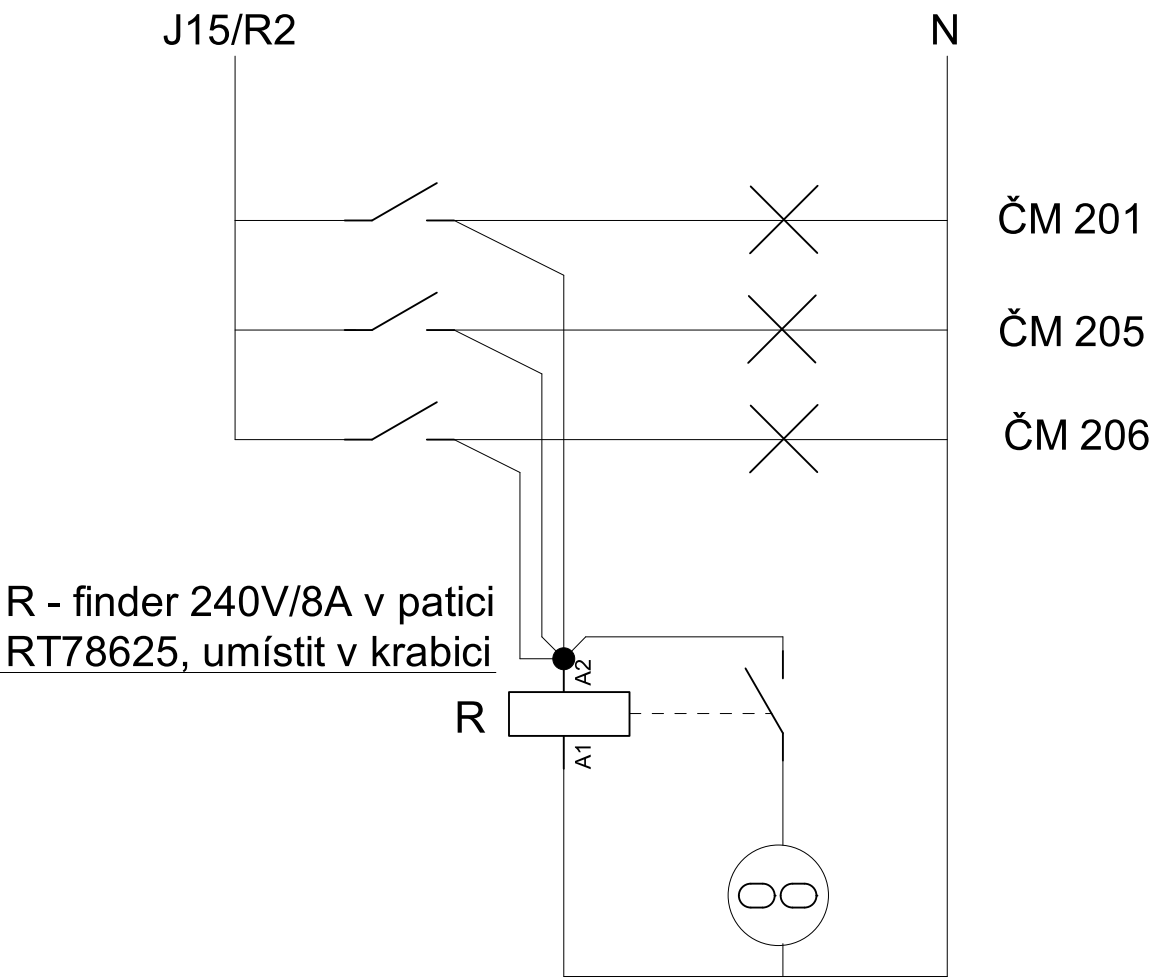 J15/R2
N
ČM 201
ČM 205
ČM 206
R - finder 240V/8A v patici
RT78625, umístit v krabici
A2
R
A1